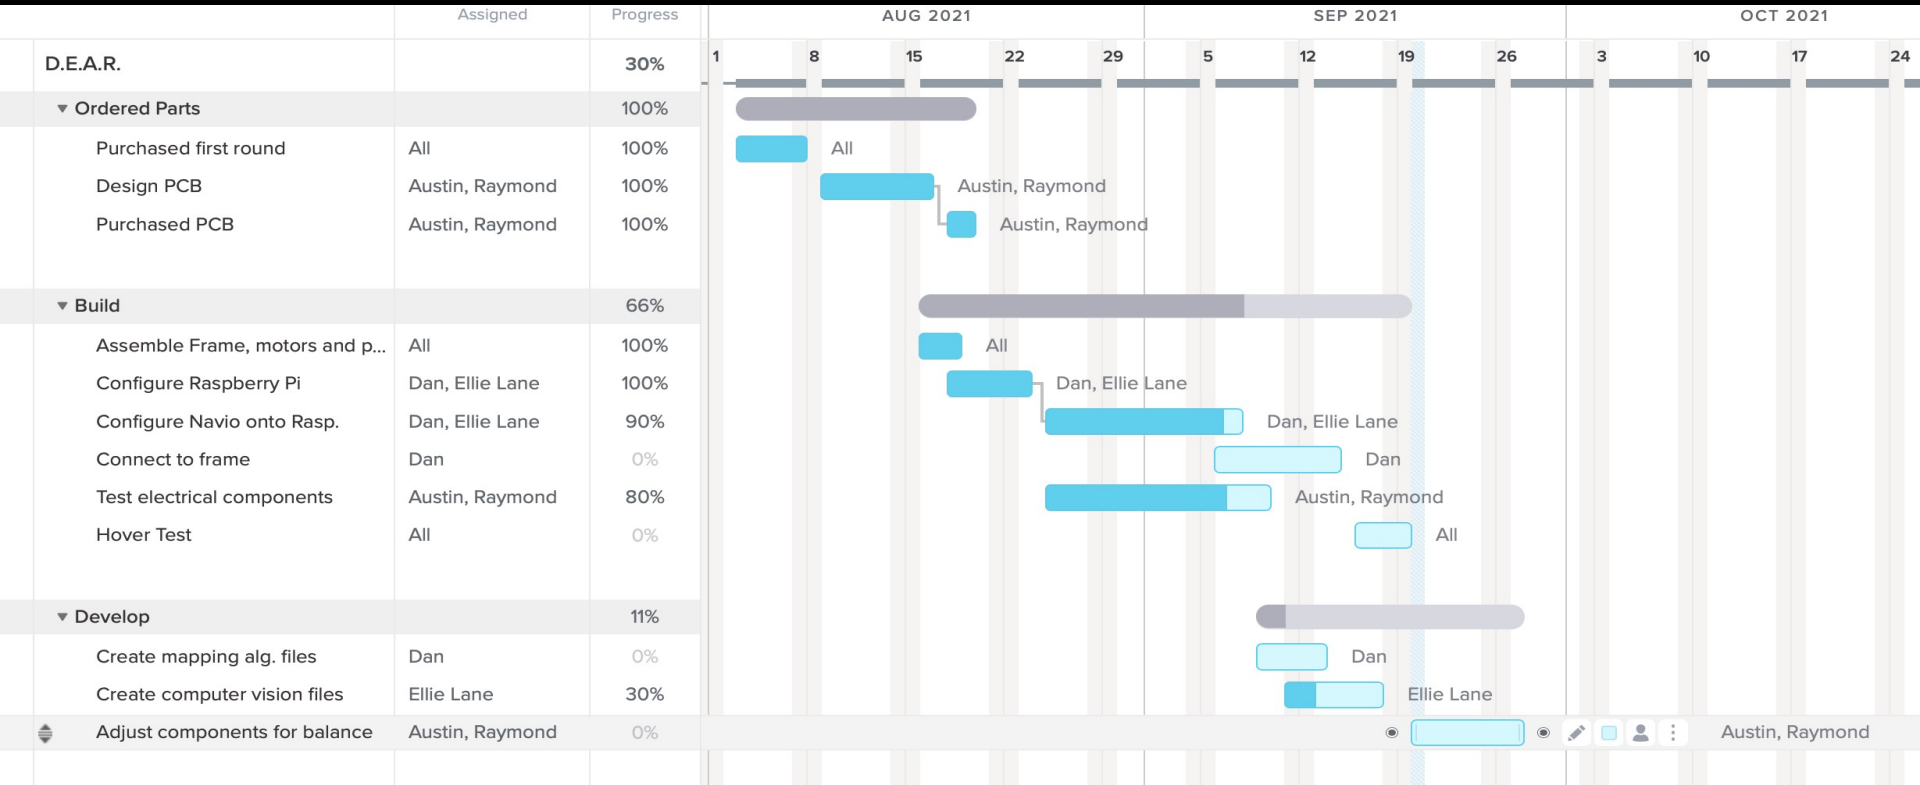 Assigned Progress AUG 2021 SEP 2021 OCT 2021
D.E.A.R. 30% 1 8 15 22 29 5 12 19 26 3 10 17 24
Ordered Parts 100%
Purchased first round All 100% All
Design PCB Austin, Raymond 100% Austin, Raymond
Purchased PCB Austin, Raymond 100% Austin, Raymond
Build 66%
Assemble Frame, motors and p... All 100% All
Configure Raspberry Pi Dan, Ellie Lane 100% Dan, Ellie Lane
Configure Navio onto Rasp. Dan, Ellie Lane 90% Dan, Ellie Lane
Connect to frame Dan 0% Dan
Test electrical components Austin, Raymond 80% Austin, Raymond
Hover Test All 0% All
Develop 11%
Create mapping alg. files Dan 0% Dan
Create computer vision files Ellie Lane 30% Ellie Lane
Adjust components for balance Austin, Raymond 0% Austin, Raymond